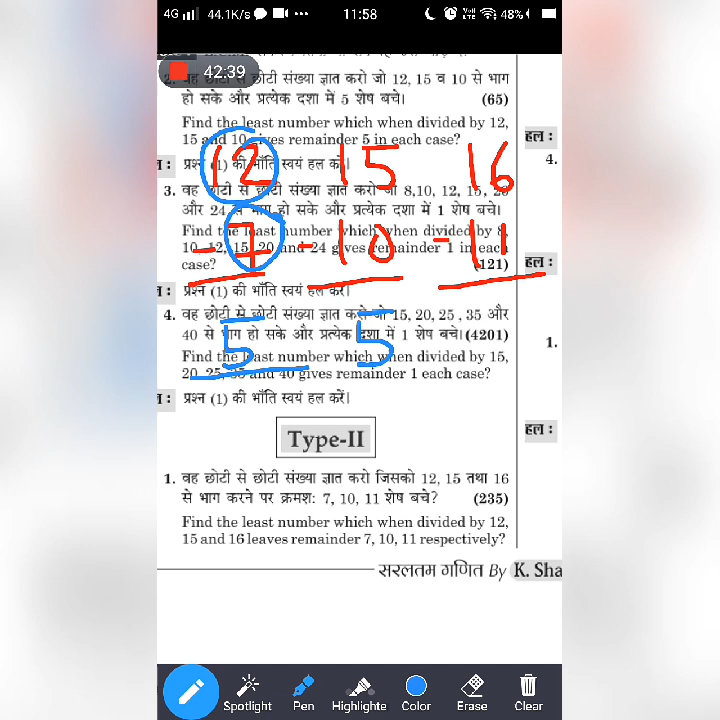 4G 44.1K/s 11:58 48%
42:39
2. वह छोटी से छोटी संख्या ज्ञात करो जो 12, 15 व 10 से भाग
हो सके और प्रत्येक दशा में 5 शेष बचे। (65)
Find the least number which when divided by 12,
15 and 10 gives remainder 5 in each case?
प्रश्न (1) की भाँति स्वयं हल करें।
12 15 16
3. वह छोटी से छोटी संख्या ज्ञात करो जो 8,10, 12, 15, 20
और 24 से भाग हो सके और प्रत्येक दशा में 1 शेष बचे।
Find the least number which when divided by 8,
10, 12, 15, 20 and 24 gives remainder 1 in each
case? (121)
- 7 - 10 - 11
प्रश्न (1) की भाँति स्वयं हल करें।
4. वह छोटी से छोटी संख्या ज्ञात करो जो 15, 20, 25 , 35 और
40 से भाग हो सके और प्रत्येक दशा में 1 शेष बचे। (4201)
5 5
Find the least number which when divided by 15,
20, 25, 35 and 40 gives remainder 1 each case?
प्रश्न (1) की भाँति स्वयं हल करें।
Type-II
1. वह छोटी से छोटी संख्या ज्ञात करो जिसको 12, 15 तथा 16
से भाग करने पर क्रमश: 7, 10, 11 शेष बचे? (235)
Find the least number which when divided by 12,
15 and 16 leaves remainder 7, 10, 11 respectively?
सरलतम गणित By K. Sha
हल :
4.
हल :
1.
हल :
Spotlight Pen Highlighte Color Erase Clear